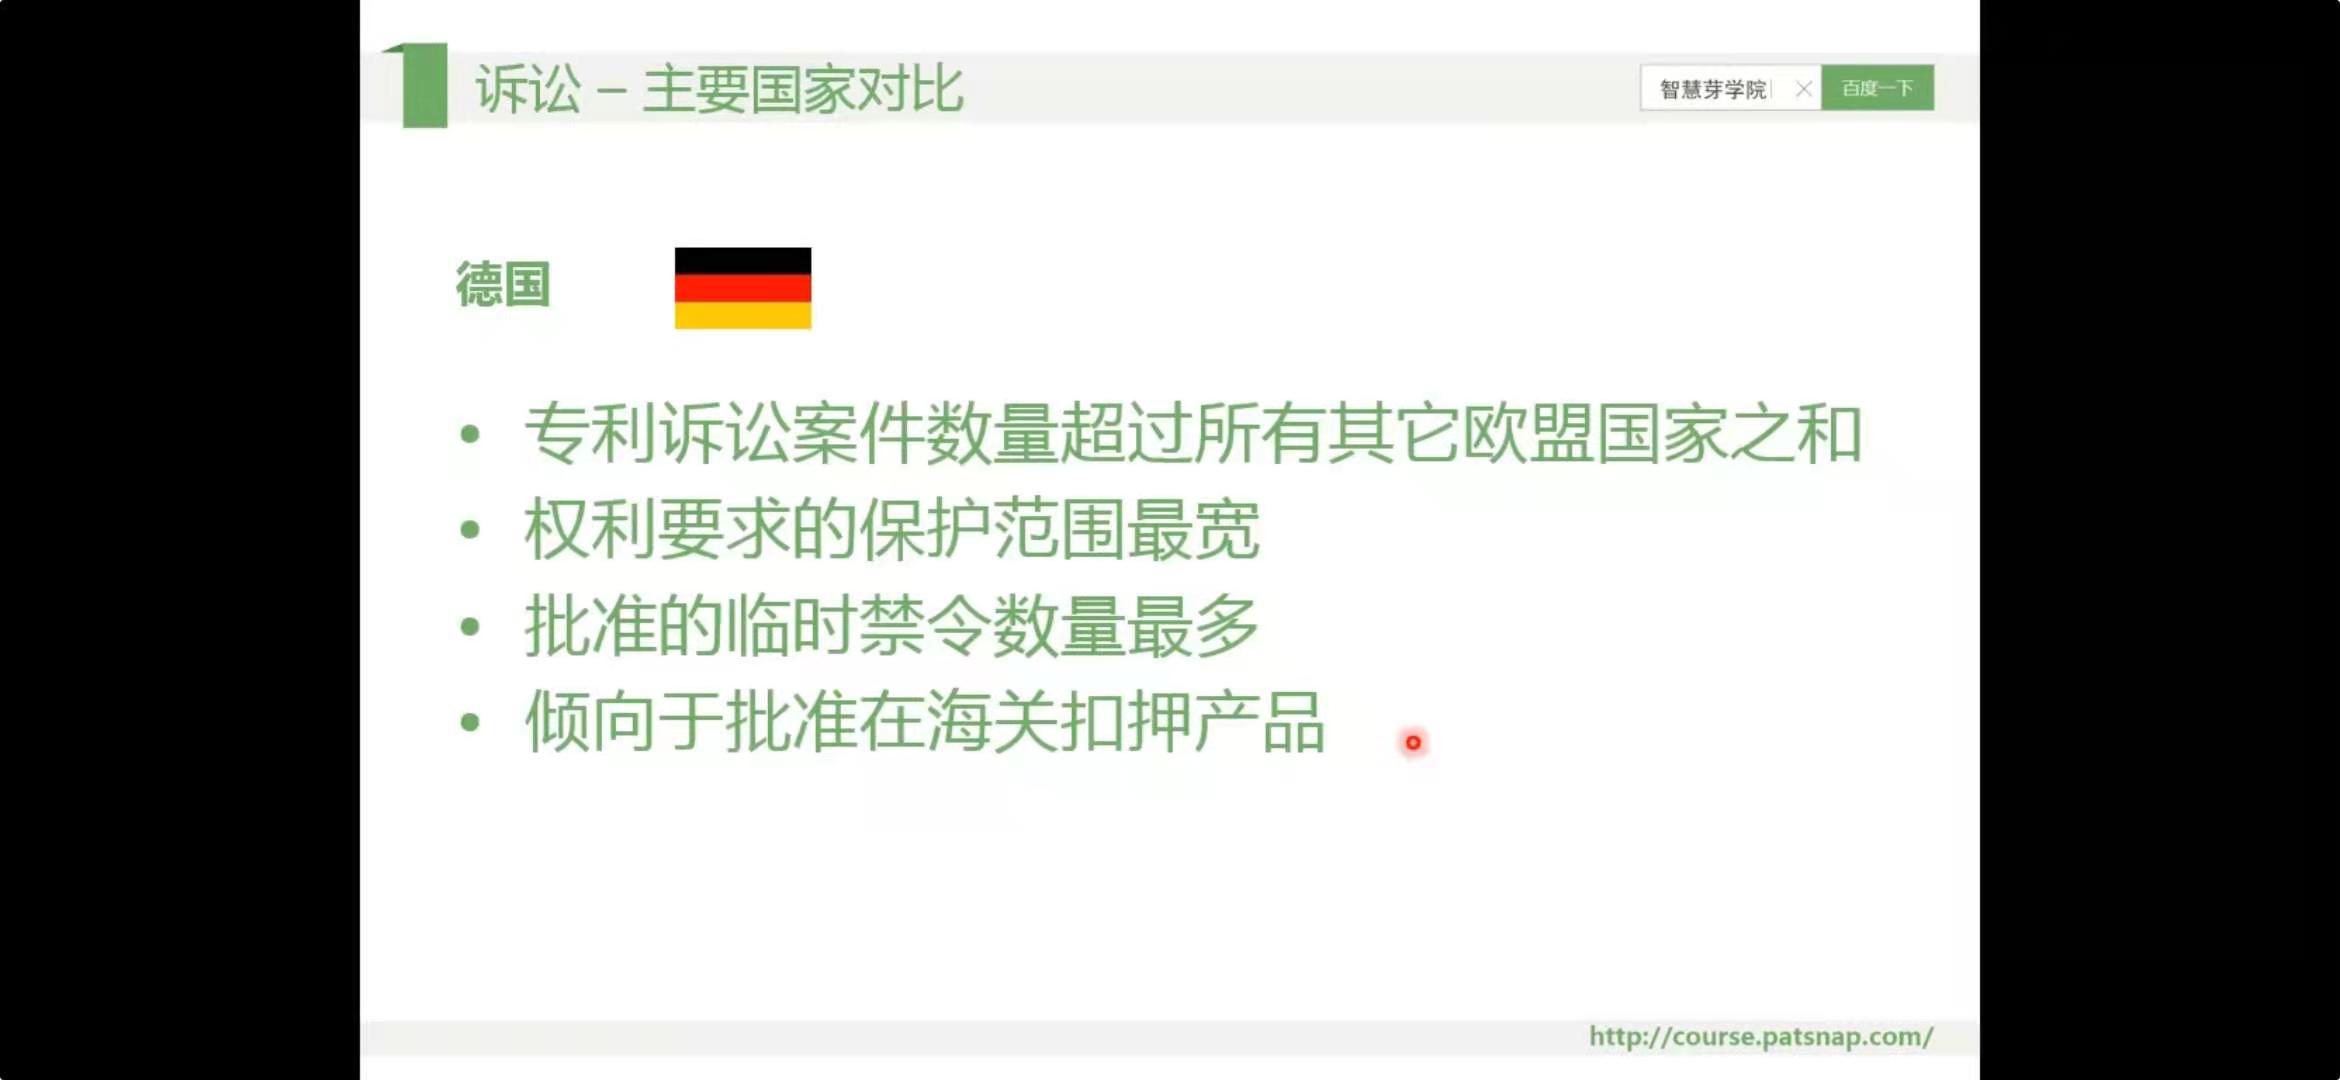 诉讼 – 主要国家对比
智慧芽学院
百度一下
德国
• 专利诉讼案件数量超过所有其它欧盟国家之和
• 权利要求的保护范围最宽
• 批准的临时禁令数量最多
• 倾向于批准在海关扣押产品
http://course.patsnap.com/